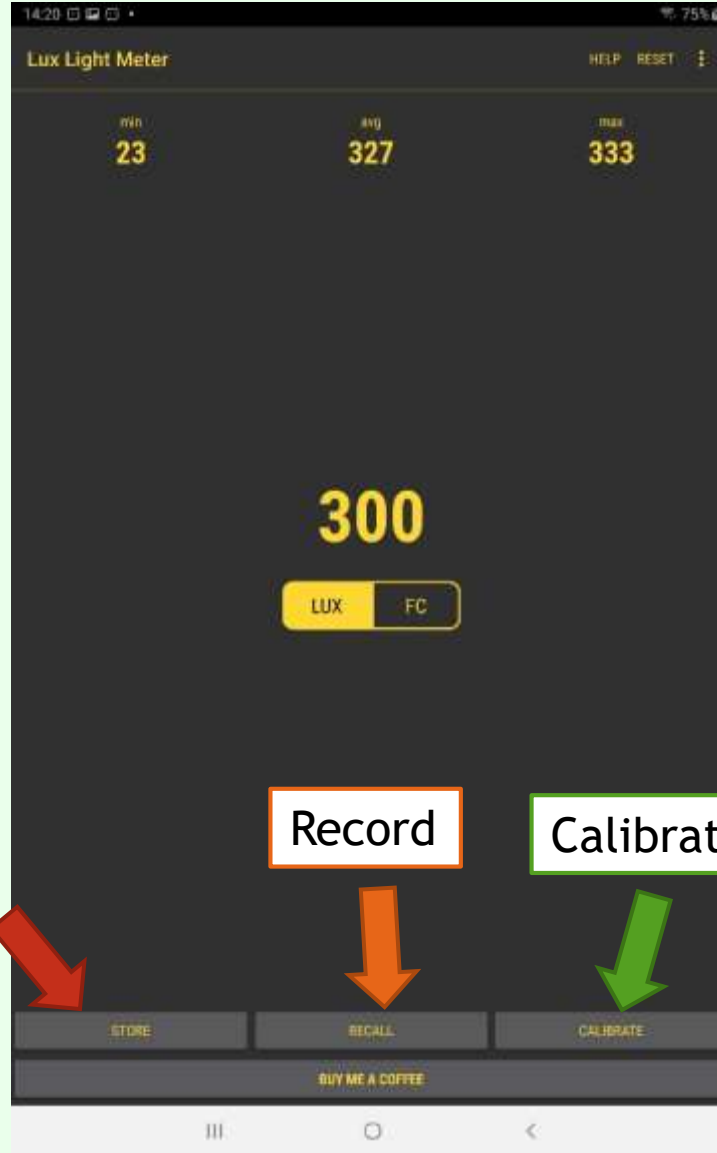 14:20 75%
Lux Light Meter HELP RESET
min avg max
23 327 333
300
LUX FC
Record Calibrat
STORE RECALL CALIBRATE
BUY ME A COFFEE